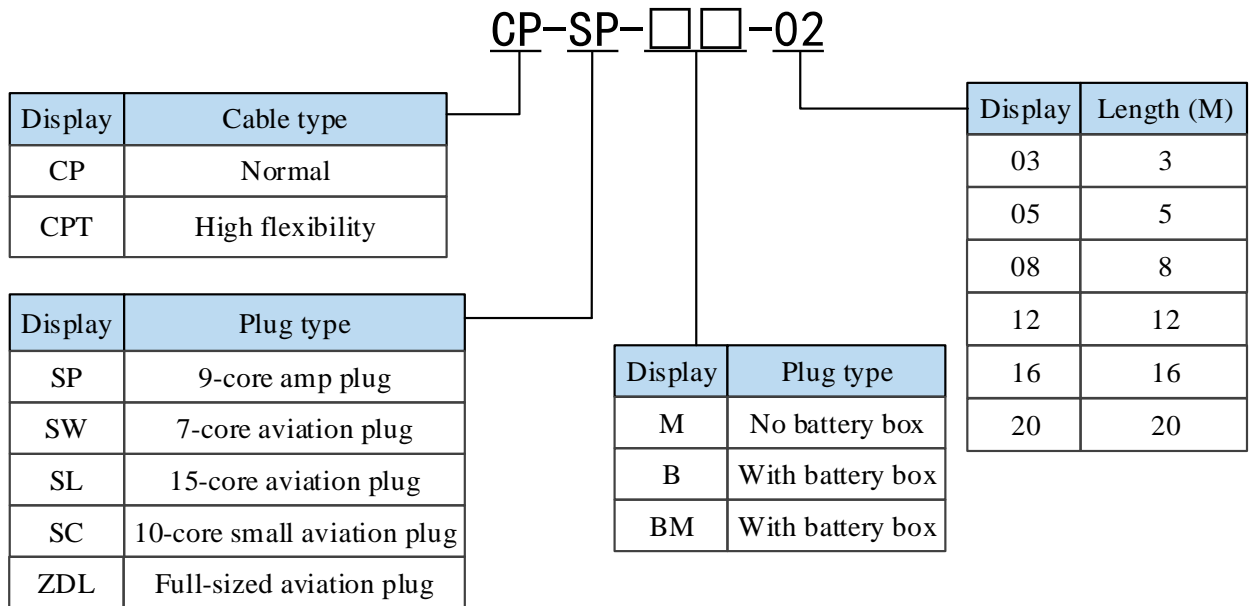 CP-SP-□□-02
Display Cable type
CP Normal
CPT High flexibility
Display Plug type
SP 9-core amp plug
SW 7-core aviation plug
SL 15-core aviation plug
SC 10-core small aviation plug
ZDL Full-sized aviation plug
Display Plug type
M No battery box
B With battery box
BM With battery box
Display Length (M)
03 3
05 5
08 8
12 12
16 16
20 20